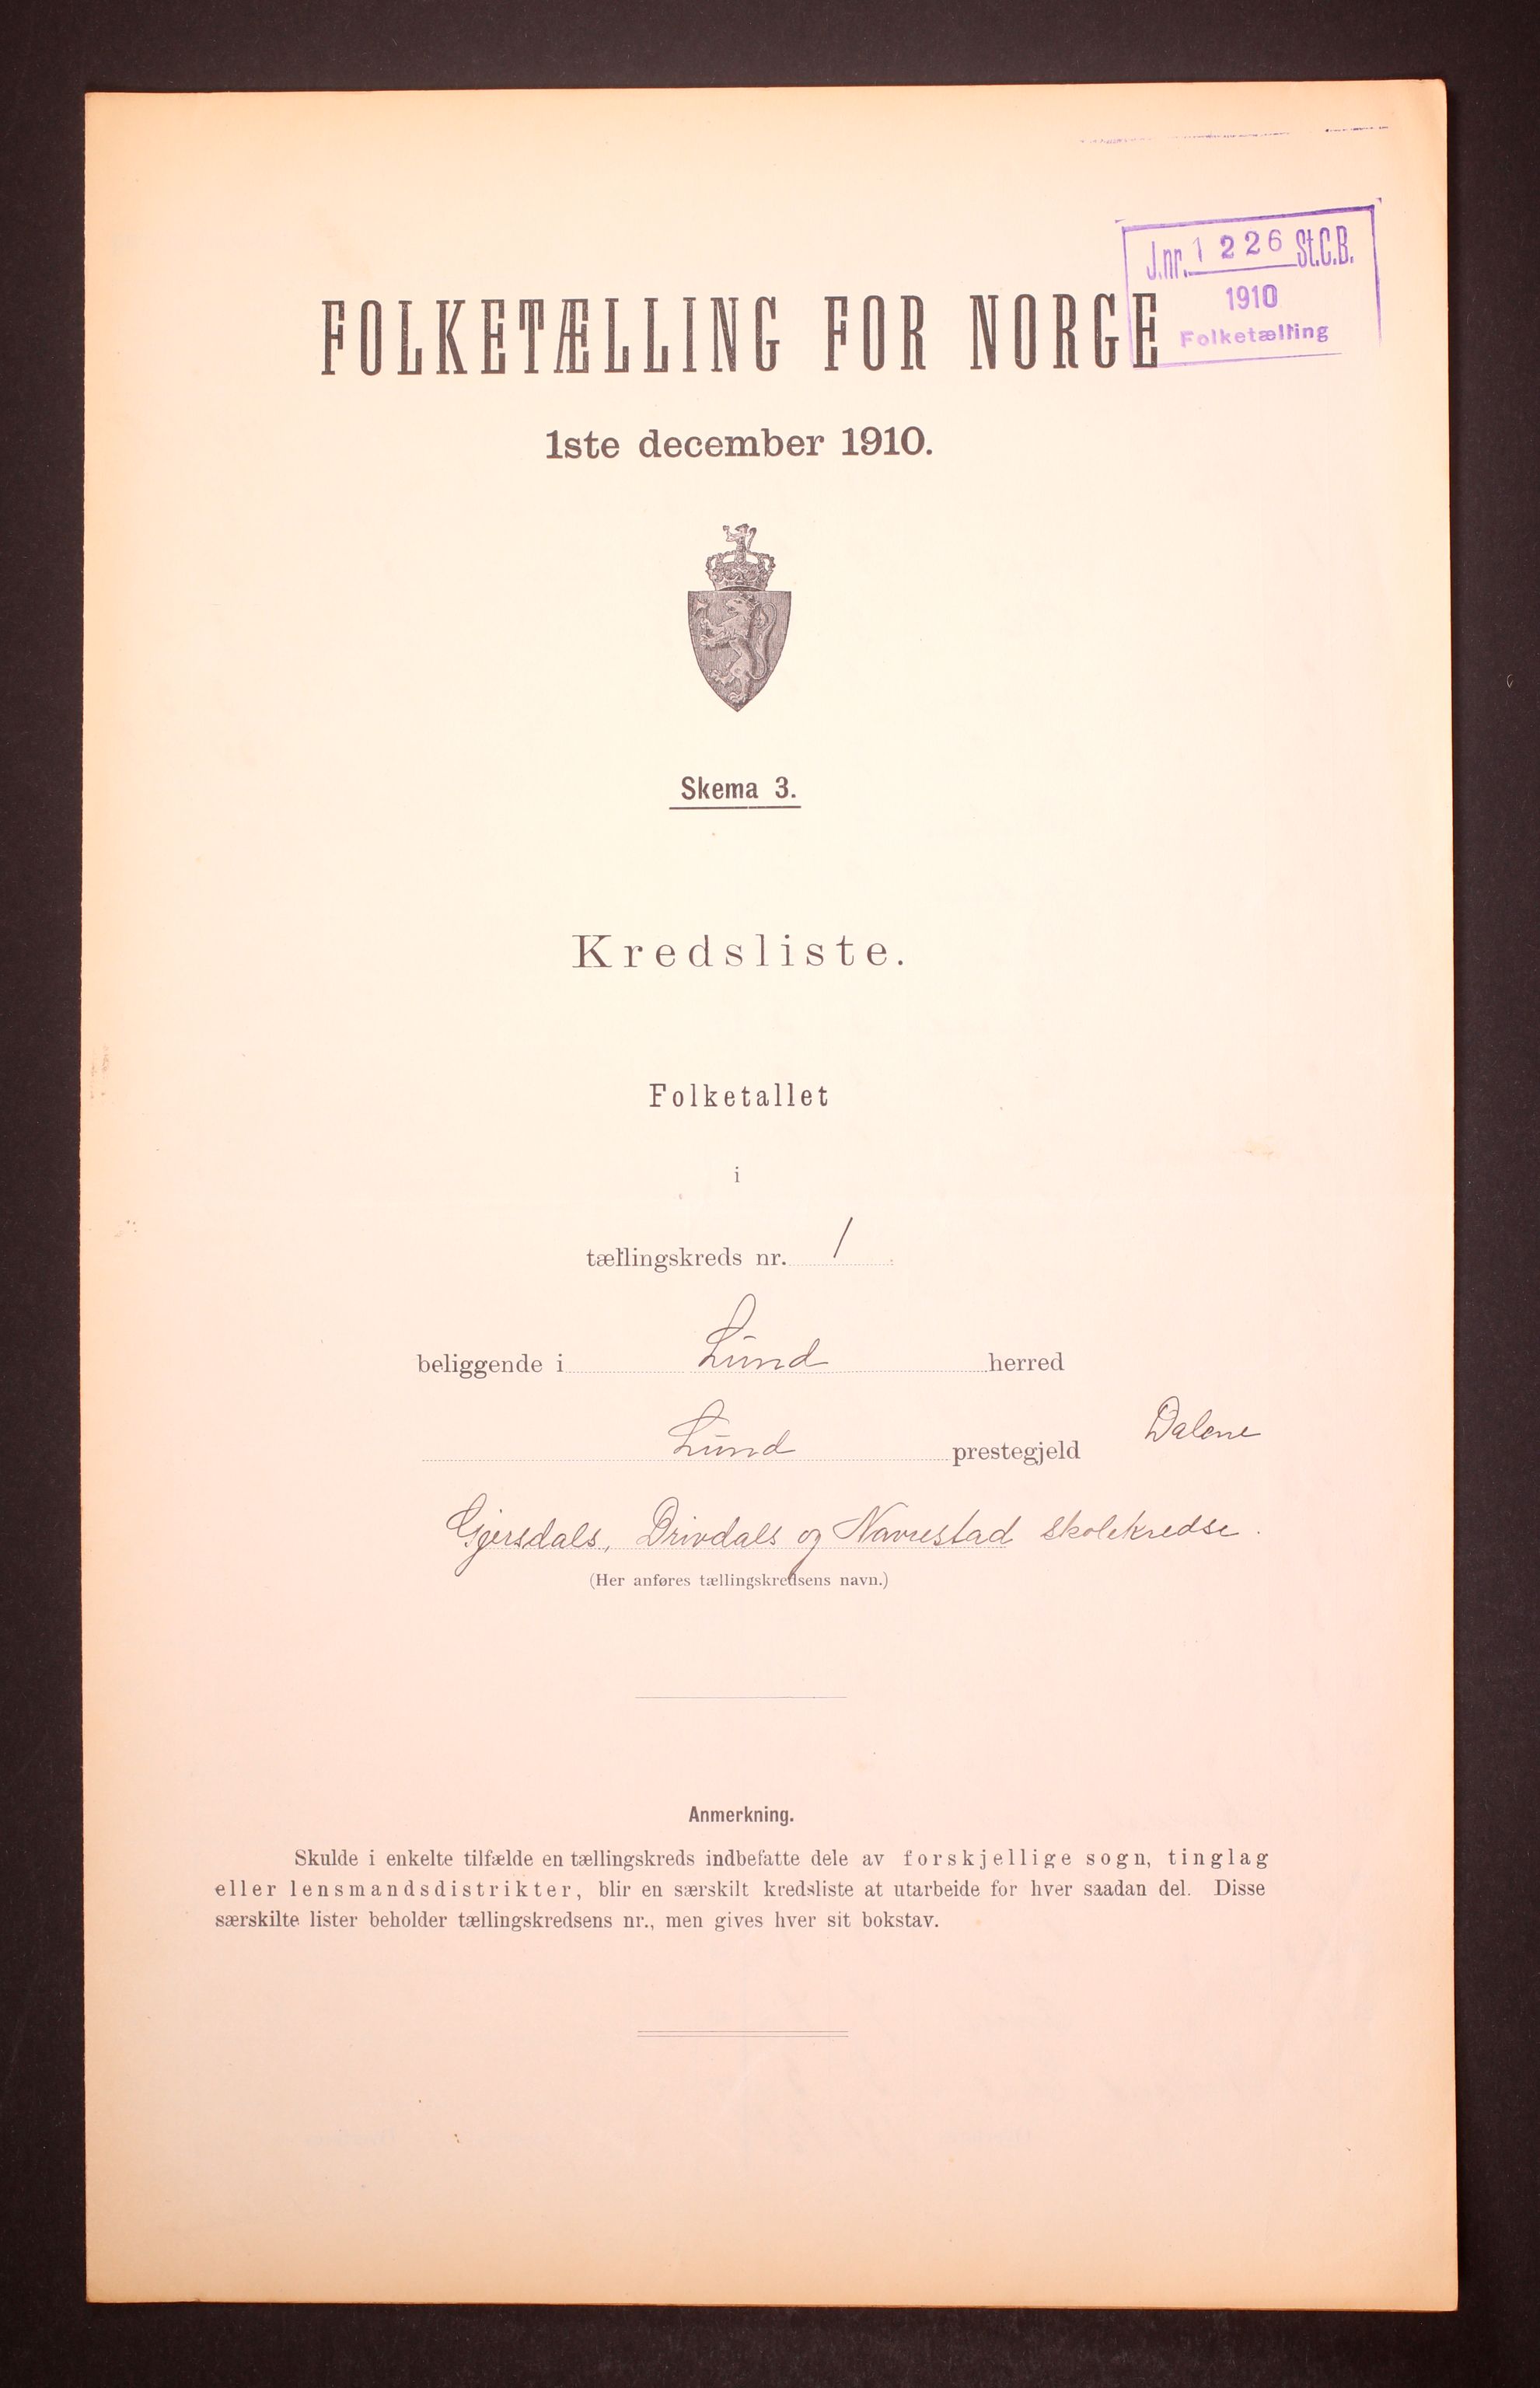 J.nr. 1226 St.C.B.
1910
Folketælling
FOLKETÆLLING FOR NORGE
1ste december 1910.
Skema 3.
Kredsliste.
Folketallet
i
tællingskreds nr. 1
beliggende i Lund herred
Lund prestegjeld Dalene
Gjersdals, Drivdals og Navrestad skolekredse.
(Her anføres tællingskredsens navn.)
Anmerkning.
Skulde i enkelte tilfælde en tællingskreds indbefatte dele av forskjellige sogn, tinglag
eller lensmandsdistrikter, blir en særskilt kredsliste at utarbeide for hver saadan del. Disse
særskilte lister beholder tællingskredsens nr., men gives hver sit bokstav.